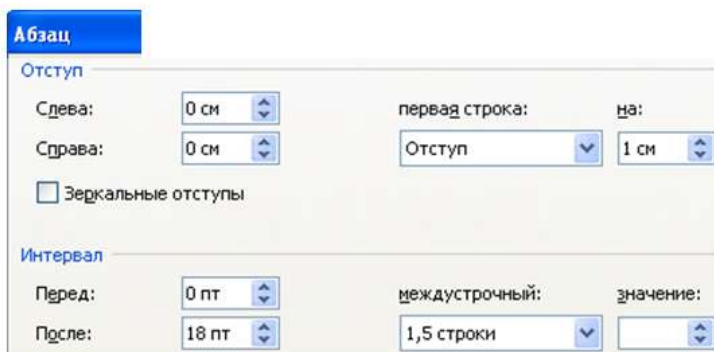 Абзац
Отступ
Слева: 0 см первая строка: на:
Справа: 0 см Отступ 1 см
Зеркальные отступы
Интервал
Перед: 0 пт междустрочный: значение:
После: 18 пт 1,5 строки